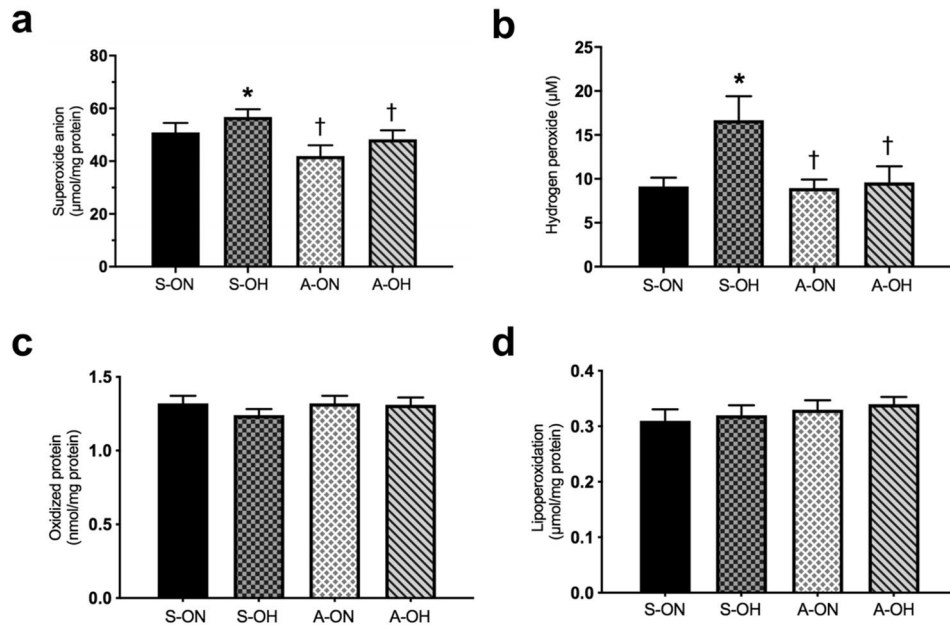 a
Superoxide anion
(µmol/mg protein)
80
60
40
20
0
*
†
†
S-ON S-OH A-ON A-OH
b
Hydrogen peroxide (µM)
25
20
15
10
5
0
*
†
†
S-ON S-OH A-ON A-OH
c
Oxidized protein
(nmol/mg protein)
1.5
1.0
0.5
0.0
S-ON S-OH A-ON A-OH
d
Lipoperoxidation
(µmol/mg protein)
0.4
0.3
0.2
0.1
0.0
S-ON S-OH A-ON A-OH